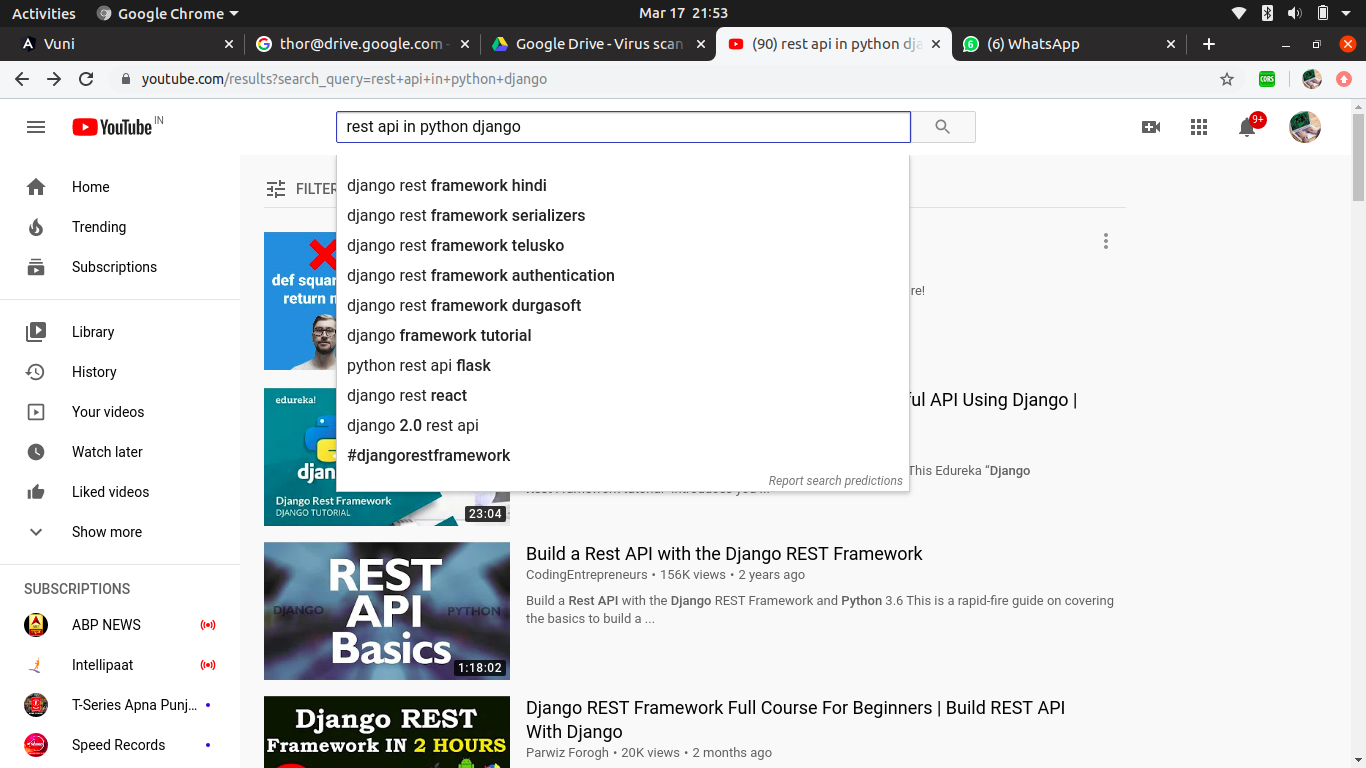 Activities
Google Chrome
Mar 17 21:53
Vuni
thor@drive.google.com -
Google Drive - Virus scan
(90) rest api in python dja
6
(6) WhatsApp
youtube.com/results?search_query=rest+api+in+python+django
CORS
YouTube IN
rest api in python django
9+
Home
Trending
Subscriptions
Library
History
Your videos
Watch later
Liked videos
Show more
SUBSCRIPTIONS
ABP NEWS
Intellipaat
T-Series Apna Punj...
Speed Records
FILTER
django rest framework hindi
django rest framework serializers
django rest framework telusko
django rest framework authentication
django rest framework durgasoft
django framework tutorial
python rest api flask
django rest react
django 2.0 rest api
#djangorestframework
Report search predictions
def squa
return n
re!
edureka!
djan
Django Rest Framework
DJANGO TUTORIAL
23:04
ful API Using Django |
This Edureka “Django
REST
API
Basics
DJANGO
PYTHON
1:18:02
Build a Rest API with the Django REST Framework
CodingEntrepreneurs • 156K views • 2 years ago
Build a Rest API with the Django REST Framework and Python 3.6 This is a rapid-fire guide on covering
the basics to build a ...
Django REST
Framework IN 2 HOURS
Django REST Framework Full Course For Beginners | Build REST API
With Django
Parwiz Forogh • 20K views • 2 months ago